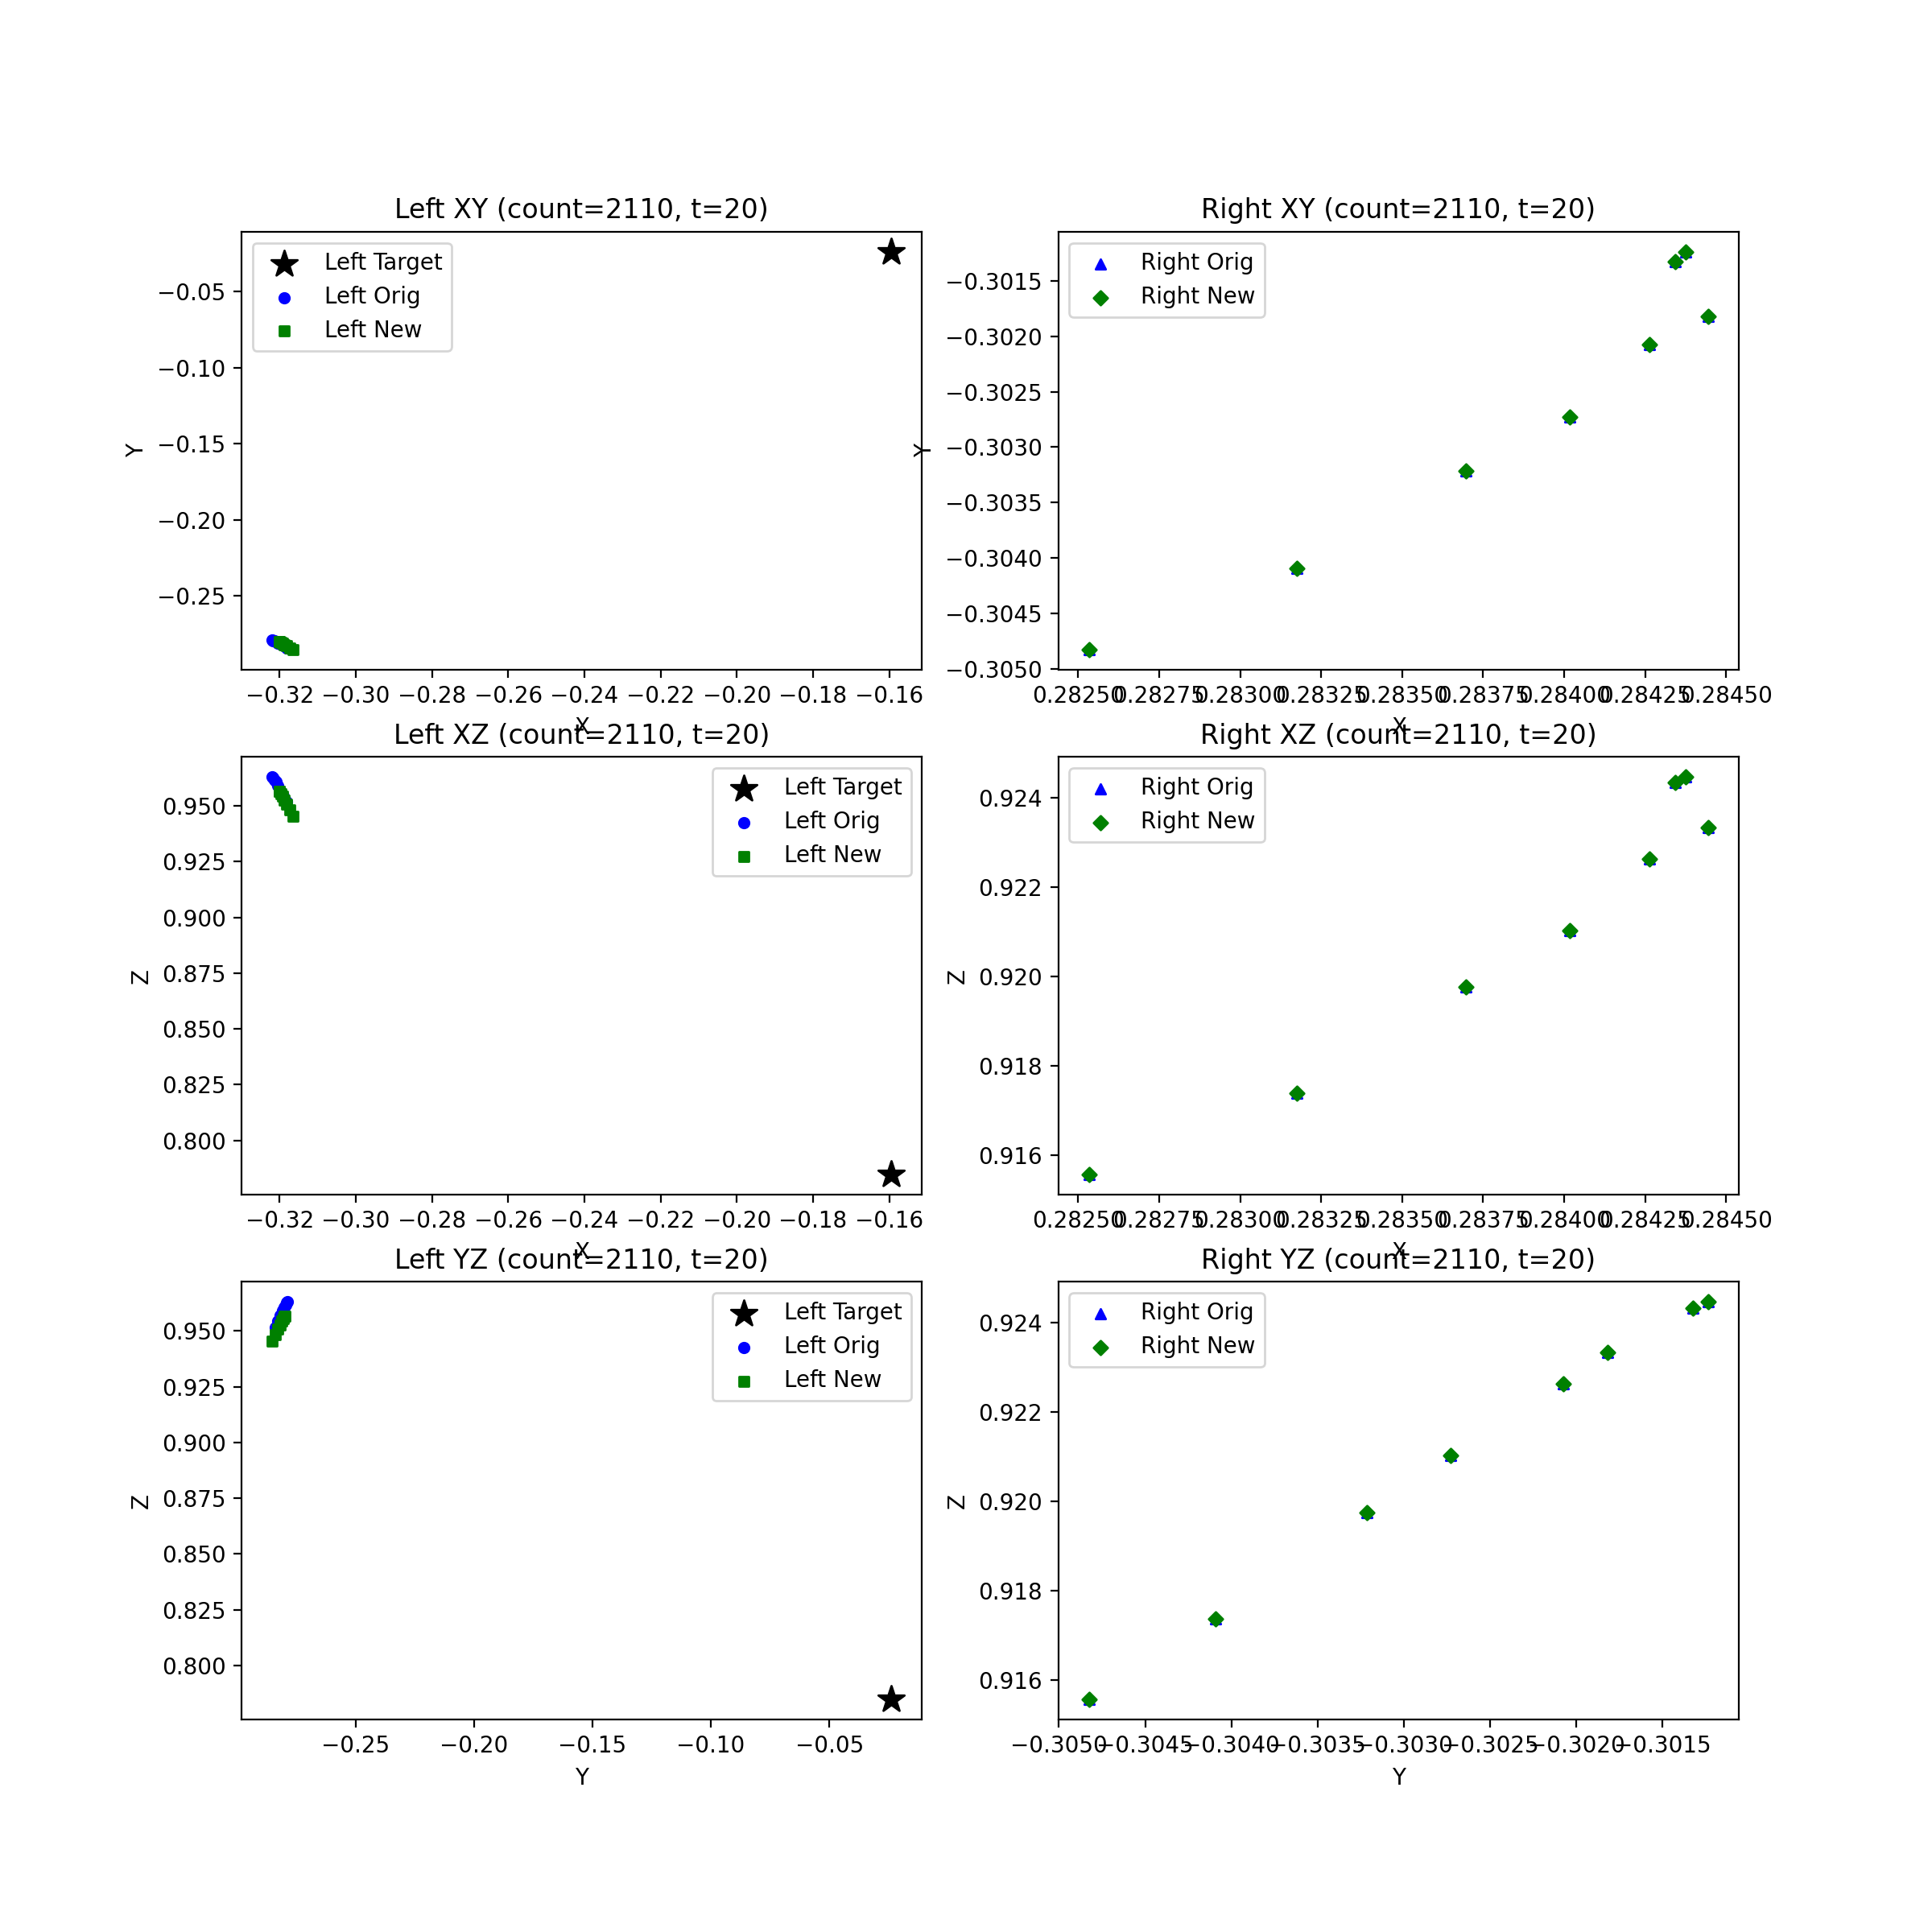 Left XY (count=2110, t=20)
Left Target
Left Orig
Left New
−0.05
−0.10
−0.15
−0.20
−0.25
Y
−0.32 −0.30 −0.28 −0.26 −0.24 −0.22 −0.20 −0.18 −0.16
X
Right XY (count=2110, t=20)
Right Orig
Right New
−0.3015
−0.3020
−0.3025
−0.3030
−0.3035
−0.3040
−0.3045
−0.3050
Y
0.28250 0.28275 0.28300 0.28325 0.28350 0.28375 0.28400 0.28425 0.28450
X
Left XZ (count=2110, t=20)
Left Target
Left Orig
Left New
0.950
0.925
0.900
0.875
0.850
0.825
0.800
Z
−0.32 −0.30 −0.28 −0.26 −0.24 −0.22 −0.20 −0.18 −0.16
X
Right XZ (count=2110, t=20)
Right Orig
Right New
0.924
0.922
0.920
0.918
0.916
Z
0.28250 0.28275 0.28300 0.28325 0.28350 0.28375 0.28400 0.28425 0.28450
X
Left YZ (count=2110, t=20)
Left Target
Left Orig
Left New
0.950
0.925
0.900
0.875
0.850
0.825
0.800
Z
−0.25 −0.20 −0.15 −0.10 −0.05
Y
Right YZ (count=2110, t=20)
Right Orig
Right New
0.924
0.922
0.920
0.918
0.916
Z
−0.3050 −0.3045 −0.3040 −0.3035 −0.3030 −0.3025 −0.3020 −0.3015
Y